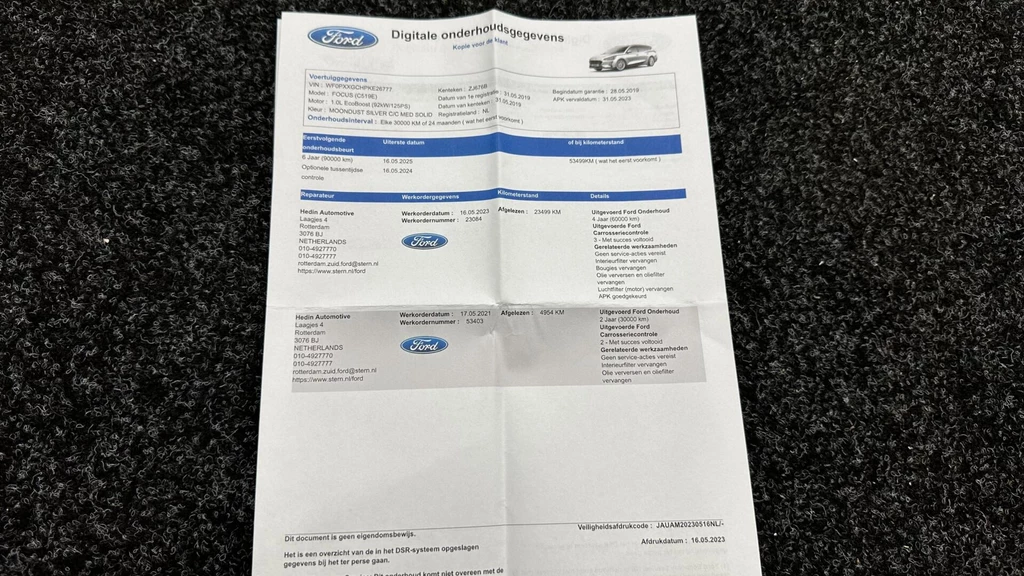 Ford
Digitale onderhoudsgegevens
Kopie voor de klant
Voertuiggegevens
VIN : WF0PXXGCHPKE28777
Model : FOCUS (C519E)
Motor : 1.0L EcoBoost (92kW/125PS)
Kleur : MOONDUST SILVER C/C MED SOLID
Kenteken : ZJ676B
Datum van 1e registratie : 31.05.2019
Datum van kenteken : 31.05.2019
Registratieland : NL
Begindatum garantie : 28.05.2019
APK vervaldatum : 31.05.2023
Onderhoudsinterval : Elke 30000 KM of 24 maanden ( wat het eerst voorkomt )
Eerstvolgende onderhoudsbeurt
Uiterste datum
of bij kilometerstand
6 Jaar (90000 km)
16.05.2025
53499KM ( wat het eerst voorkomt )
Optionele tussentijdse controle
16.05.2024
Reparateur
Werkordergegevens
Kilometerstand
Details
Hedin Automotive
Laagjes 4
Rotterdam
3076 BJ
NETHERLANDS
010-4927770
010-4927777
rotterdam.zuid.ford@stern.nl
https://www.stern.nl/ford
Werkorderdatum : 16.05.2023
Werkordernummer : 23084
Ford
Afgelezen : 23499 KM
Uitgevoerd Ford Onderhoud
4 Jaar (60000 km)
Uitgevoerde Ford
Carrosseriecontrole
3 - Met succes voltooid
Gerelateerde werkzaamheden
Geen service-acties vereist
Interieurfilter vervangen
Bougies vervangen
Olie verversen en oliefilter
vervangen
Luchtfilter (motor) vervangen
APK goedgekeurd
Hedin Automotive
Laagjes 4
Rotterdam
3076 BJ
NETHERLANDS
010-4927770
010-4927777
rotterdam.zuid.ford@stern.nl
https://www.stern.nl/ford
Werkorderdatum : 17.05.2021
Werkordernummer : 53403
Ford
Afgelezen : 4954 KM
Uitgevoerd Ford Onderhoud
2 Jaar (30000 km)
Uitgevoerde Ford
Carrosseriecontrole
2 - Met succes voltooid
Gerelateerde werkzaamheden
Geen service-acties vereist
Interieurfilter vervangen
Olie verversen en oliefilter
vervangen
Dit document is geen eigendomsbewijs.
Veiligheidsafdrukcode : JAUAM20230516NL/-
Afdrukdatum : 16.05.2023
Het is een overzicht van de in het DSR-systeem opgeslagen
gegevens bij het ter perse gaan.
onderhoud komt niet overeen met de